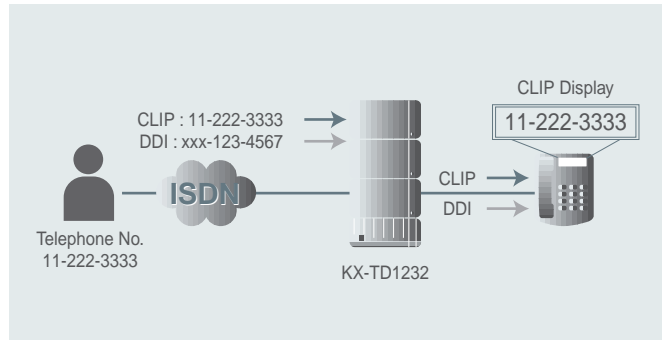 CLIP Display
11-222-3333
CLIP : 11-222-3333
DDI : xxx-123-4567
ISDN
CLIP
DDI
Telephone No.
11-222-3333
KX-TD1232